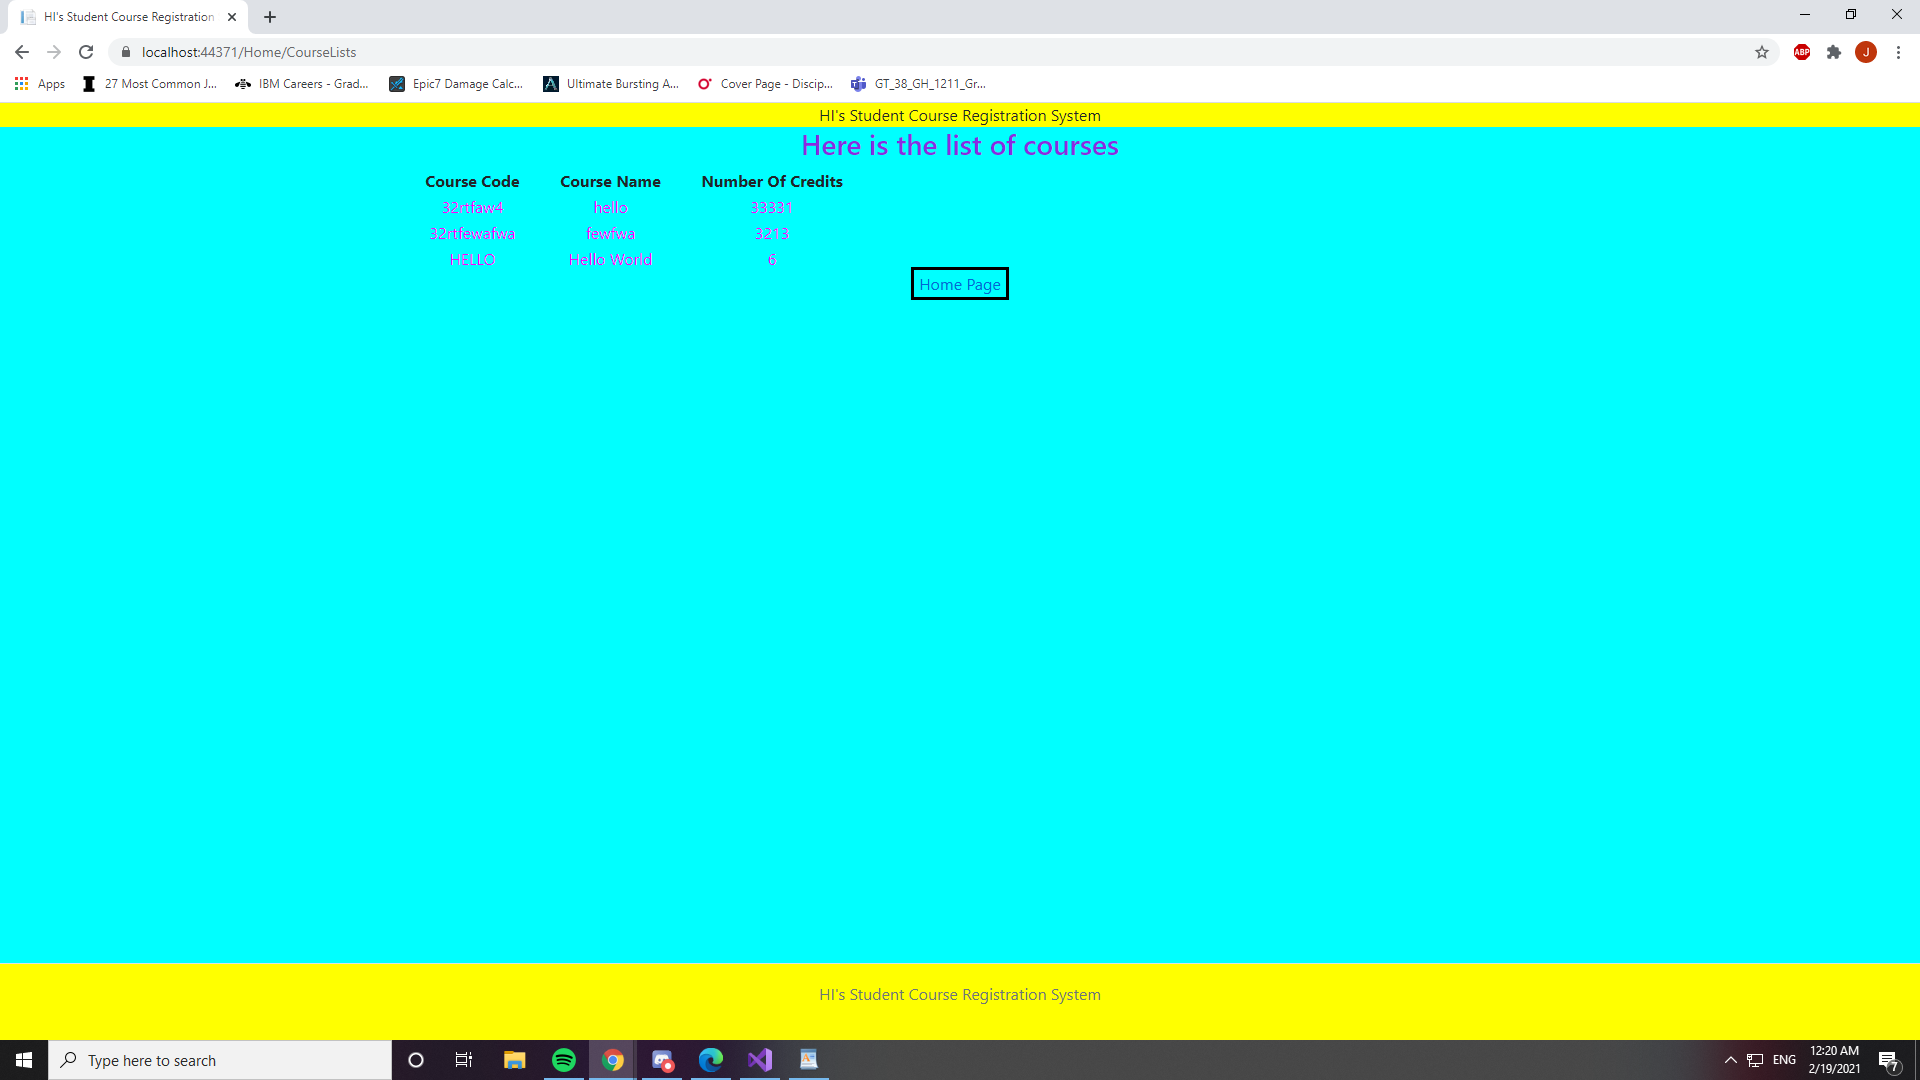 HI's Student Course Registration
localhost:44371/Home/CourseLists
ABP
J
Apps
27 Most Common J...
IBM Careers - Grad...
Epic7 Damage Calc...
Ultimate Bursting A...
Cover Page - Discip...
GT_38_GH_1211_Gr...
HI's Student Course Registration System
Here is the list of courses
Course Code Course Name Number Of Credits
32rtfaw4 hello 33331
32rtfewafwa fewfwa 3213
HELLO Hello World 6
Home Page
HI's Student Course Registration System
Type here to search
ENG
12:20 AM
2/19/2021
7